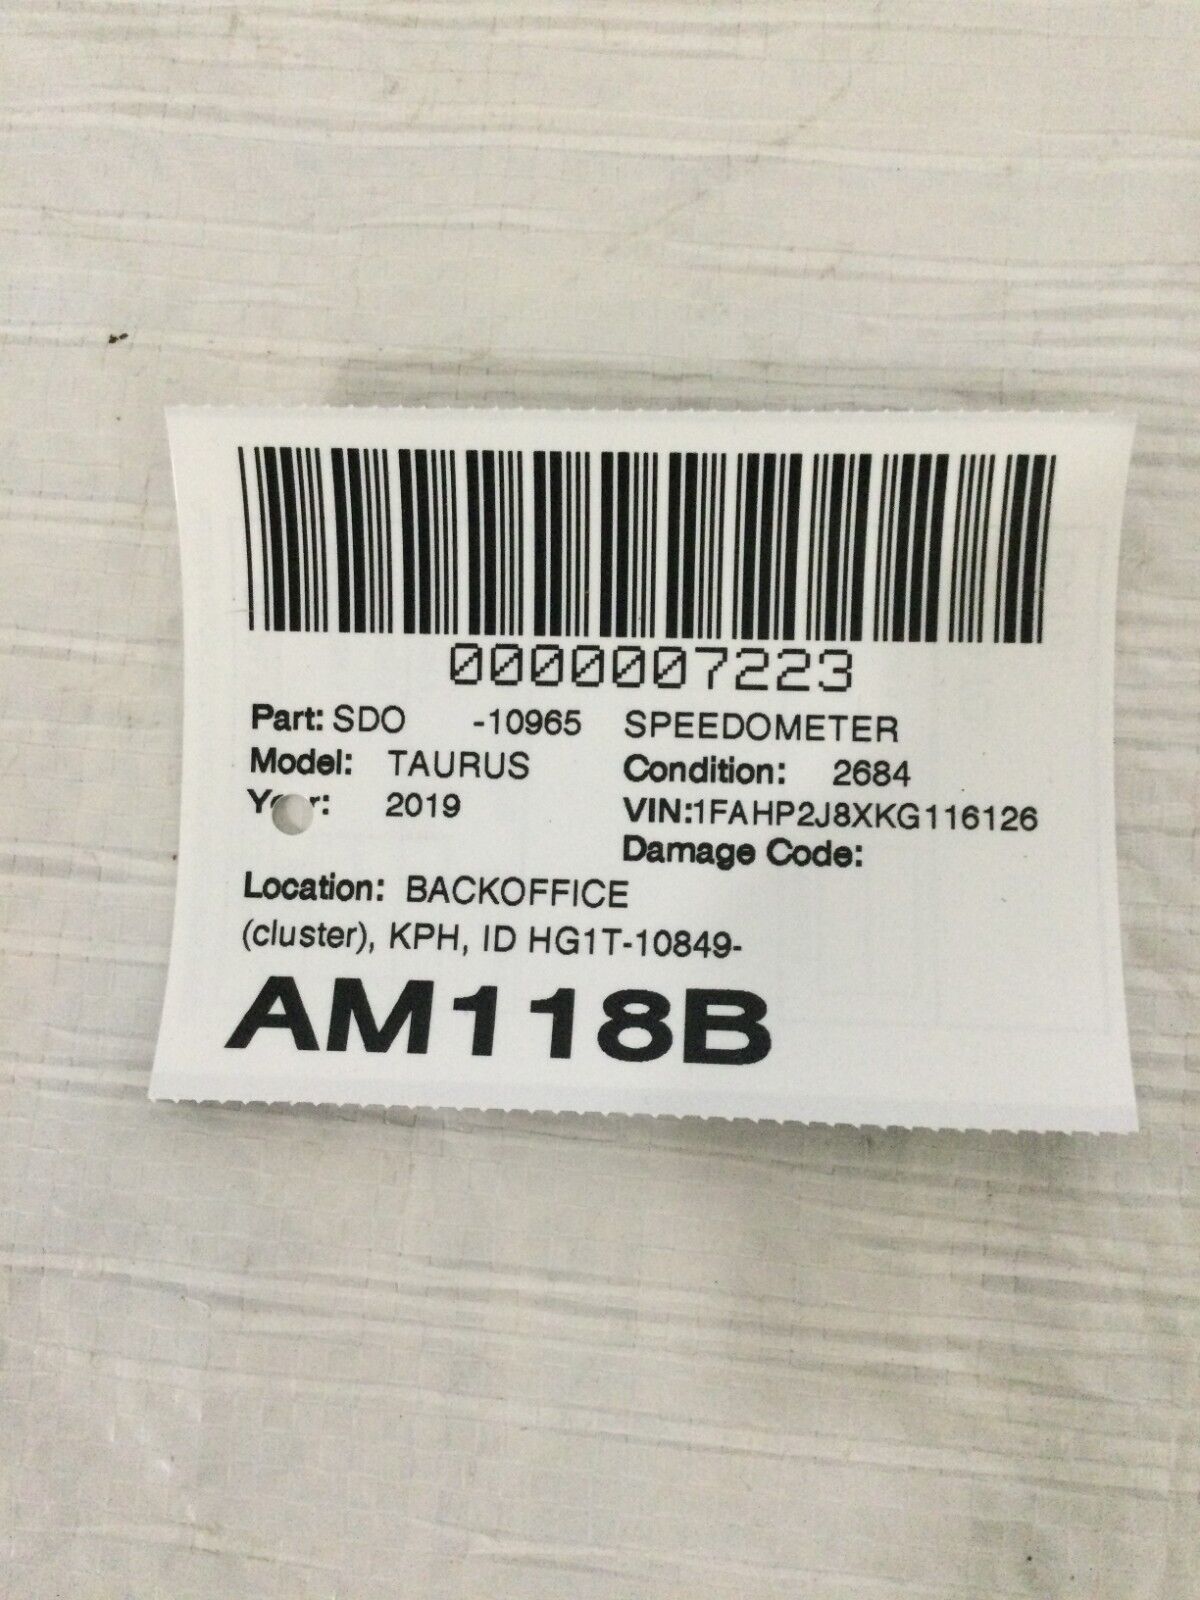 0000007223
Part: SDO -10965 SPEEDOMETER
Model: TAURUS Condition: 2684
2019 VIN:1FAHP2J8XKG116126
Damage Code:
Location: BACKOFFICE
(cluster), KPH, ID HG1T-10849-
AM118B